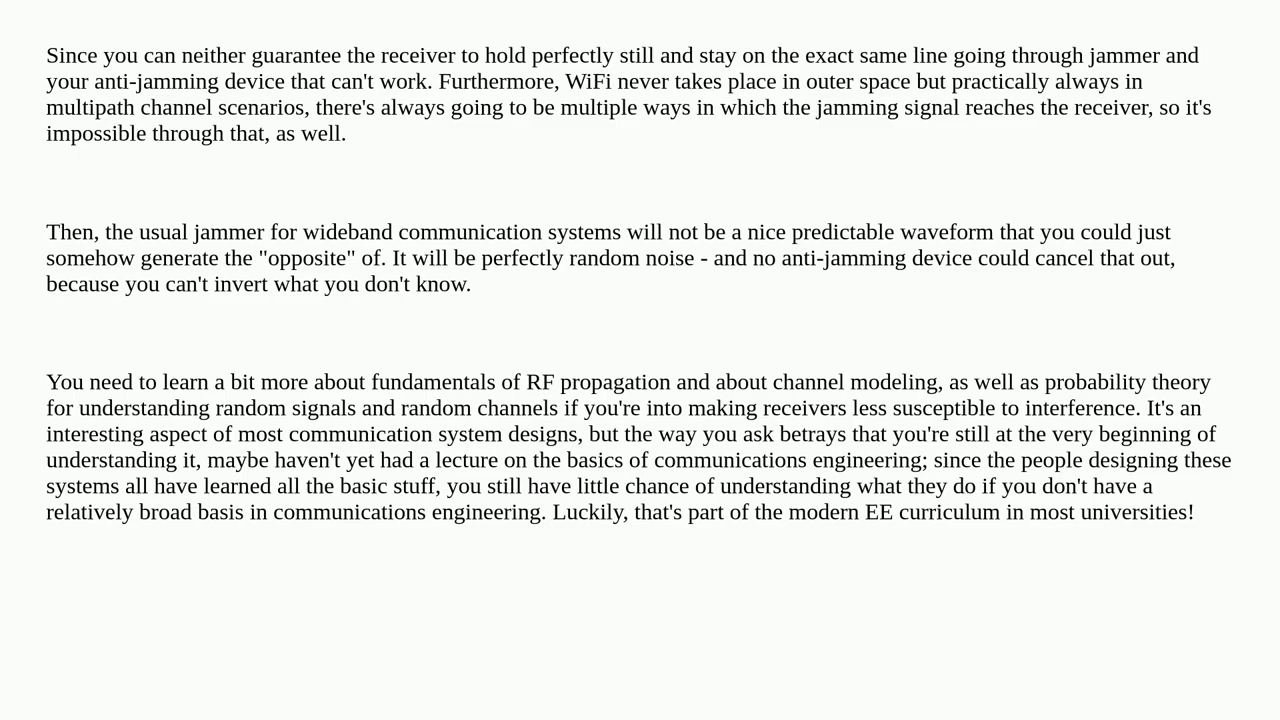 Since you can neither guarantee the receiver to hold perfectly still and stay on the exact same line going through jammer and
your anti-jamming device that can't work. Furthermore, WiFi never takes place in outer space but practically always in
multipath channel scenarios, there's always going to be multiple ways in which the jamming signal reaches the receiver, so it's
impossible through that, as well.
Then, the usual jammer for wideband communication systems will not be a nice predictable waveform that you could just
somehow generate the "opposite" of. It will be perfectly random noise - and no anti-jamming device could cancel that out,
because you can't invert what you don't know.
You need to learn a bit more about fundamentals of RF propagation and about channel modeling, as well as probability theory
for understanding random signals and random channels if you're into making receivers less susceptible to interference. It's an
interesting aspect of most communication system designs, but the way you ask betrays that you're still at the very beginning of
understanding it, maybe haven't yet had a lecture on the basics of communications engineering; since the people designing these
systems all have learned all the basic stuff, you still have little chance of understanding what they do if you don't have a
relatively broad basis in communications engineering. Luckily, that's part of the modern EE curriculum in most universities!